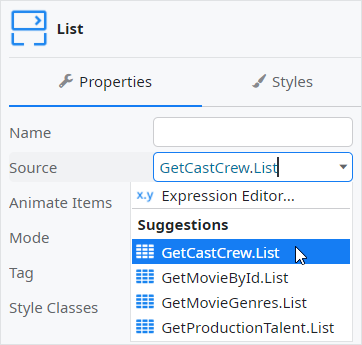 List
Properties
Styles
Name
Source
GetCastCrew.List
Animate Items
x.y Expression Editor...
Mode
Suggestions
GetCastCrew.List
Tag
GetMovieById.List
Style Classes
GetMovieGenres.List
GetProductionTalent.List